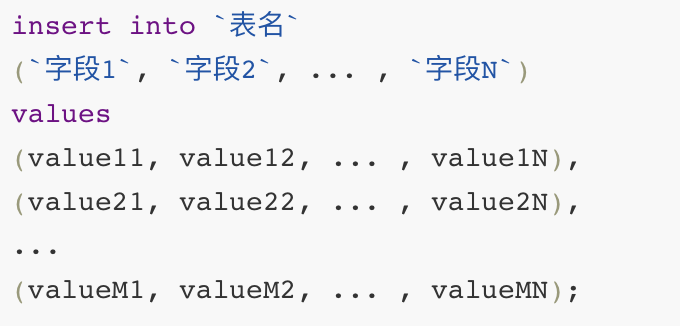 insert into `表名`
(`字段1`, `字段2`, ... , `字段N`)
values
(value11, value12, ... , value1N),
(value21, value22, ... , value2N),
...
(valueM1, valueM2, ... , valueMN);